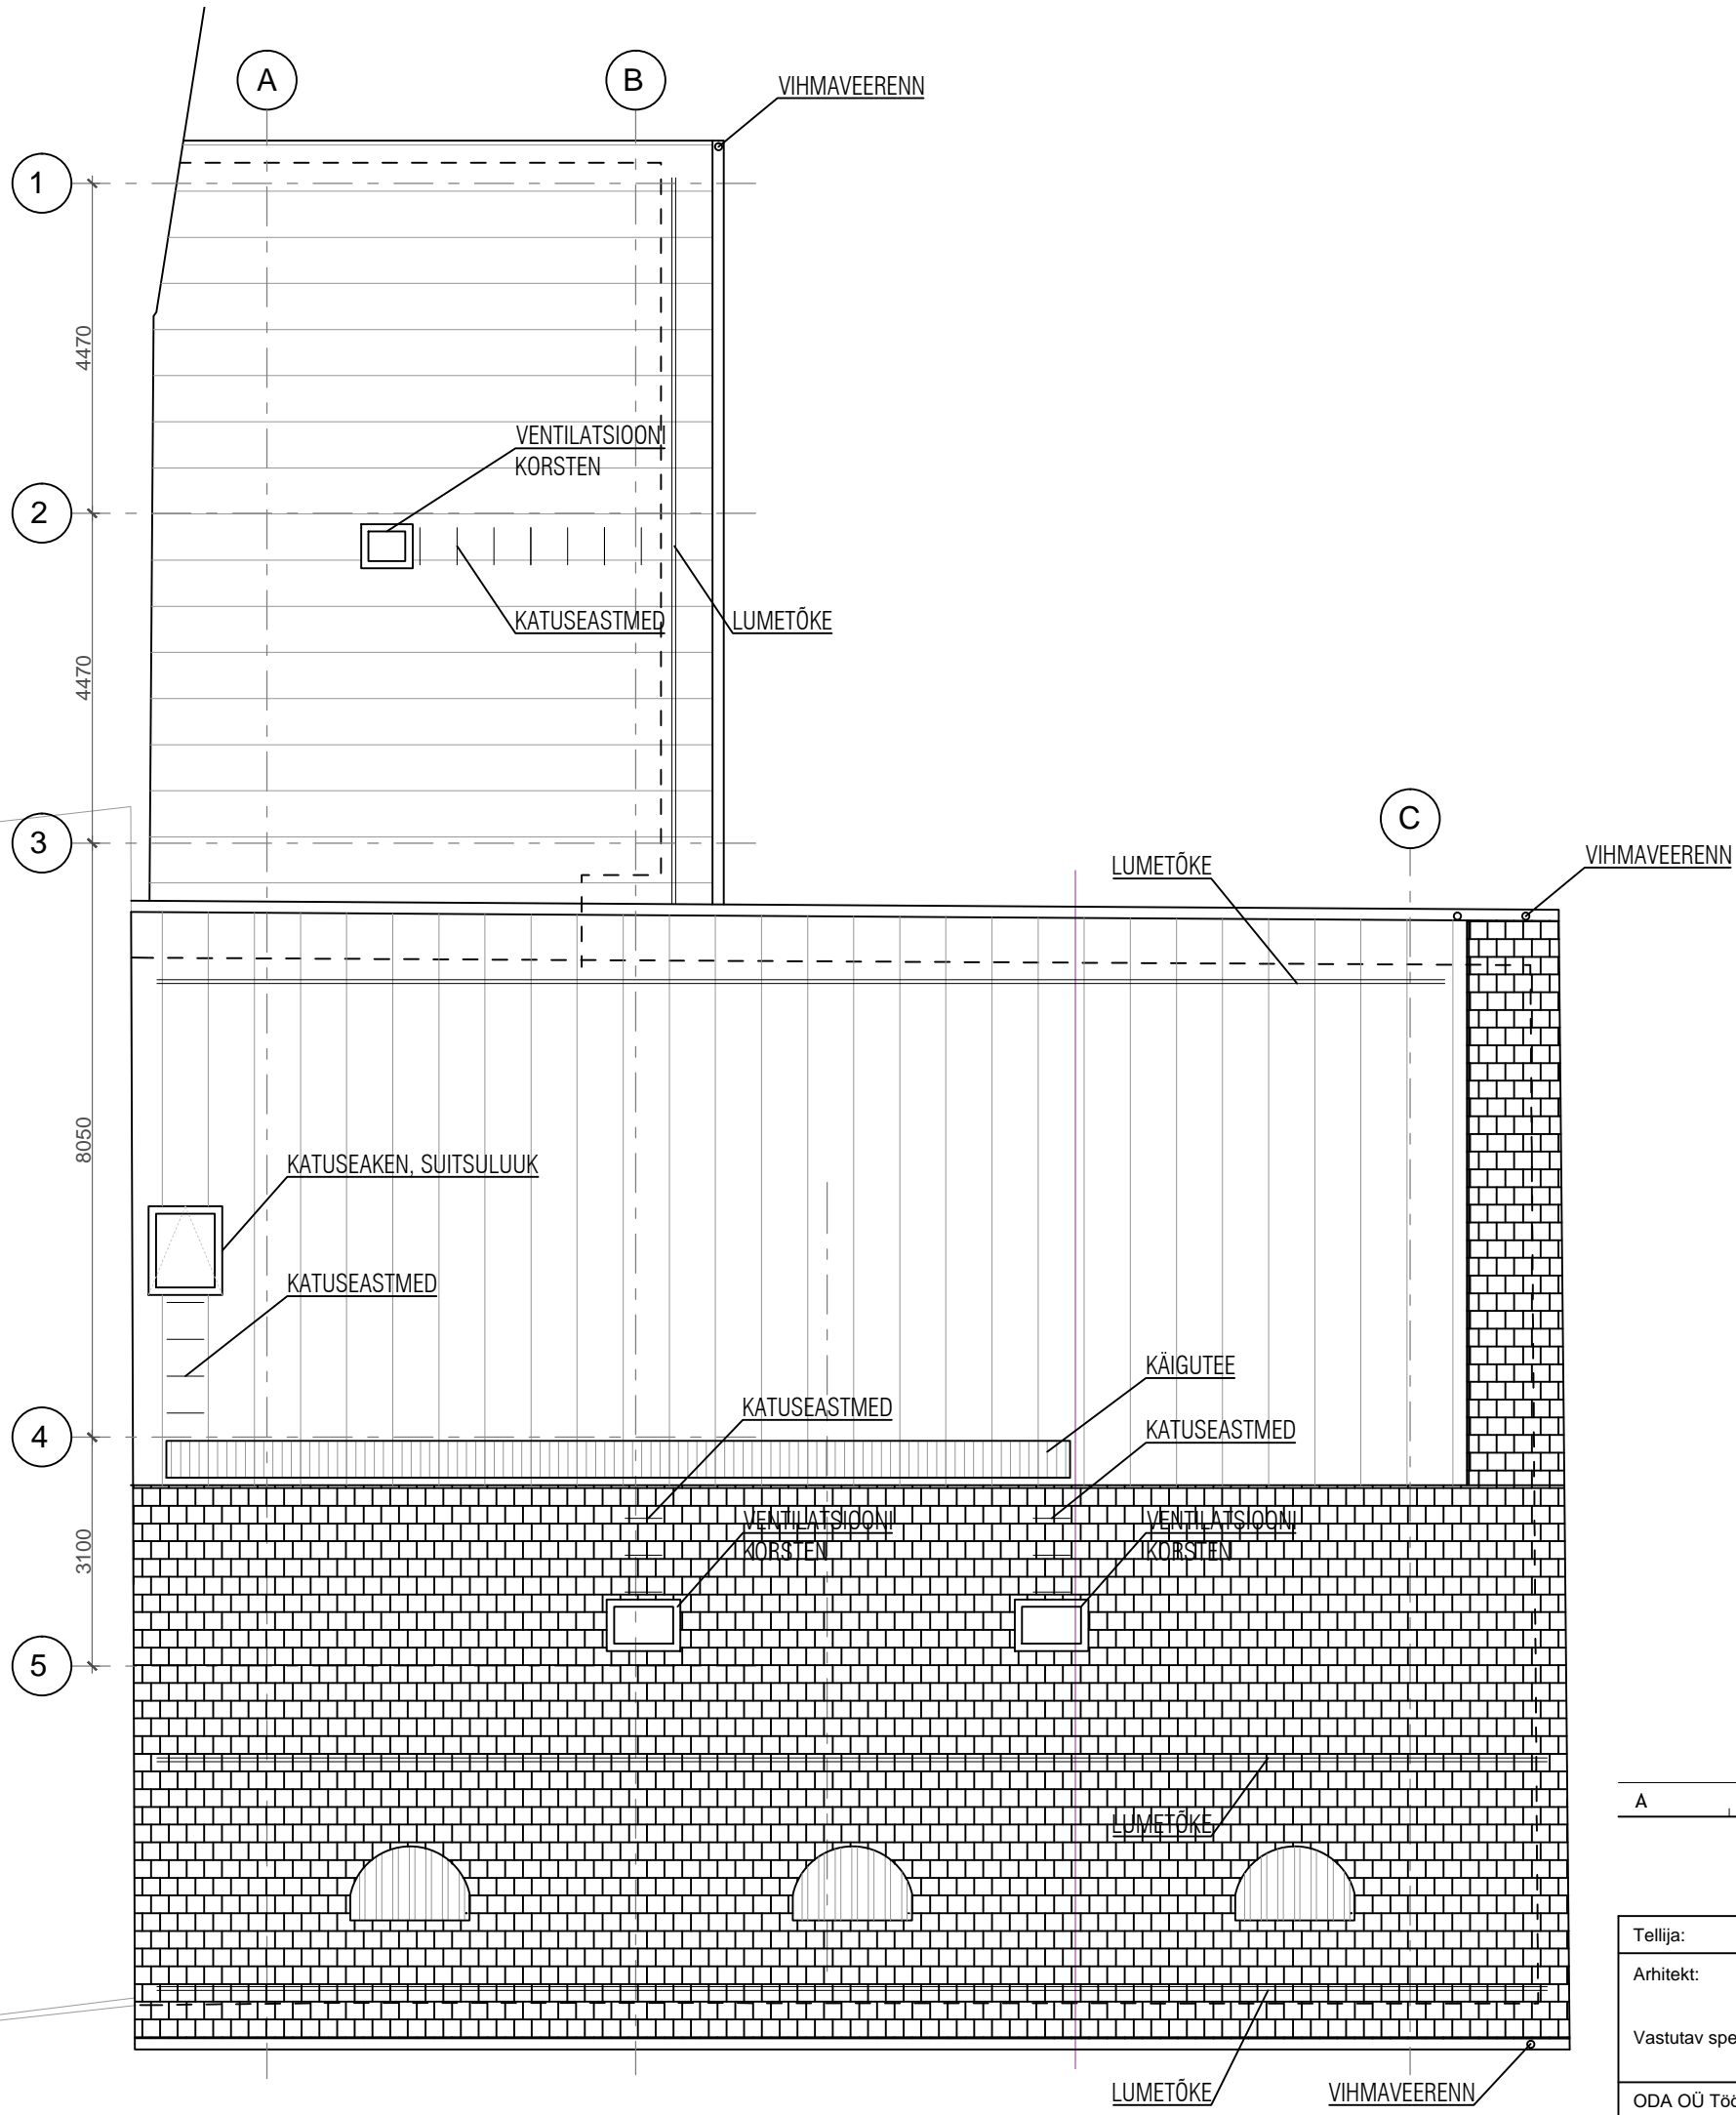 A
B
VIHMAVEERENN
1
4470
VENTILATSIOONI
KORSTEN
2
KATUSEASTMED
LUMETÕKE
4470
3
C
LUMETÕKE
VIHMAVEERENN
8050
KATUSEAKEN, SUITSULUUK
KATUSEASTMED
KÄIGUTEE
KATUSEASTMED
KATUSEASTMED
4
VENTILATSIOONI
KORSTEN
VENTILATSIOONI
KORSTEN
3100
5
A
LUMETÕKE
Tellija:
Arhitekt:
Vastutav spe
LUMETÕKE
VIHMAVEERENN
ODA OÜ Töö